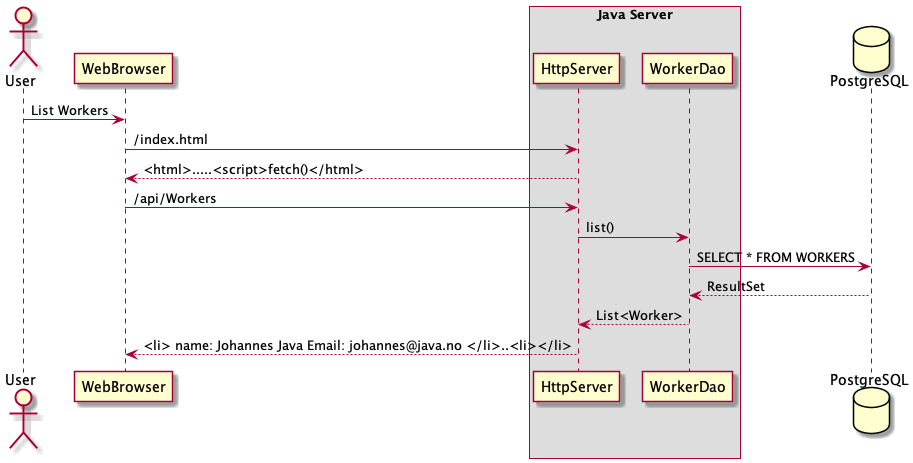 Java Server
User
WebBrowser
HttpServer
WorkerDao
PostgreSQL
List Workers
/index.html
<html>.....<script>fetch()</html>
/api/Workers
list()
SELECT * FROM WORKERS
ResultSet
List<Worker>
<li> name: Johannes Java Email: johannes@java.no </li>..<li></li>
User
WebBrowser
HttpServer
WorkerDao
PostgreSQL